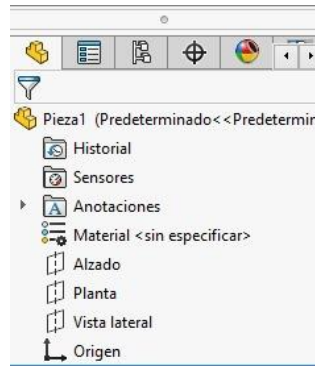 Pieza1 (Predeterminado<<Predetermin
Historial
Sensores
A Anotaciones
Material <sin especificar>
Alzado
Planta
Vista lateral
Origen